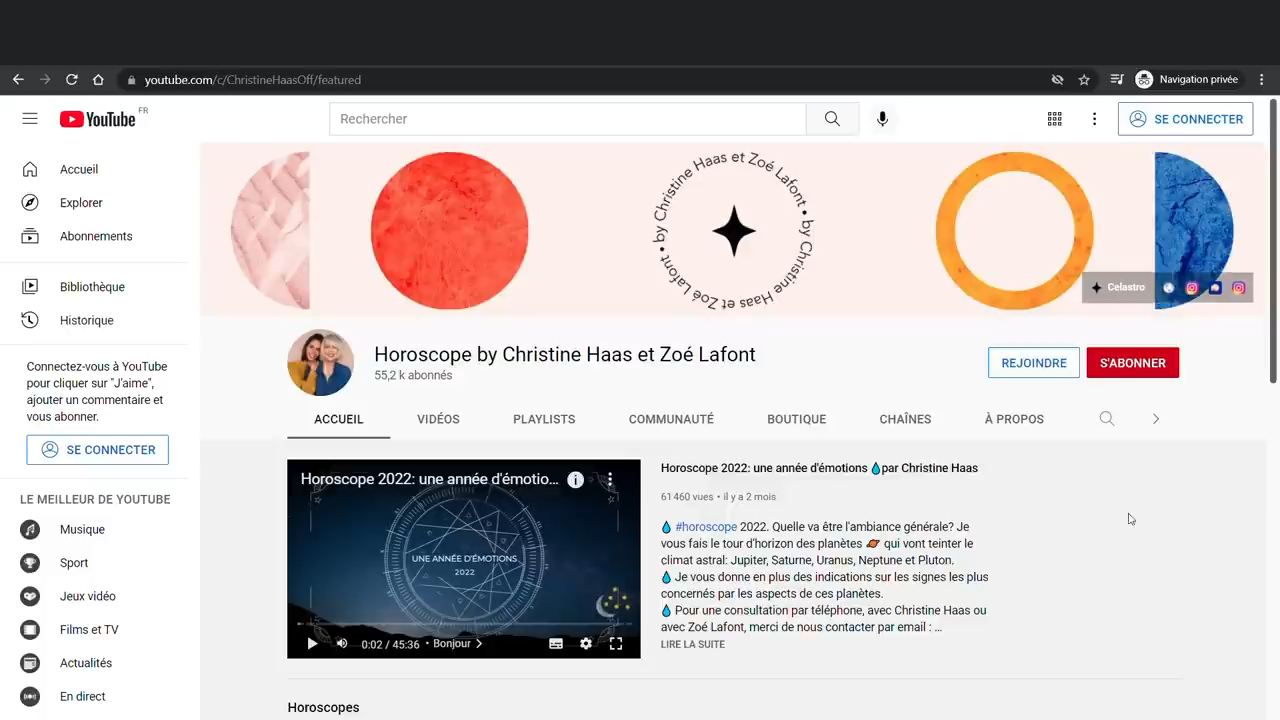 youtube.com/c/ChristineHaasOff/featured
Navigation privée
YouTube FR
Rechercher
SE CONNECTER
Accueil
Explorer
Abonnements
Bibliothèque
Historique
Connectez-vous à YouTube
pour cliquer sur "J'aime",
ajouter un commentaire et
vous abonner.
SE CONNECTER
LE MEILLEUR DE YOUTUBE
Musique
Sport
Jeux vidéo
Films et TV
Actualités
En direct
by Christine Haas et Zoé Lafont • by Christine Haas et Zoé Lafont •
Celastro
Horoscope by Christine Haas et Zoé Lafont
55,2 k abonnés
REJOINDRE
S'ABONNER
ACCUEIL
VIDÉOS
PLAYLISTS
COMMUNAUTÉ
BOUTIQUE
CHAÎNES
À PROPOS
Horoscope 2022: une année d'émotio...
UNE ANNÉE D'ÉMOTIONS
2022
0:02 / 45:36 • Bonjour
Horoscope 2022: une année d'émotions 💧par Christine Haas
61 460 vues • il y a 2 mois
💧 #horoscope 2022. Quelle va être l'ambiance générale? Je
vous fais le tour d'horizon des planètes 🪐 qui vont teinter le
climat astral: Jupiter, Saturne, Uranus, Neptune et Pluton.
💧 Je vous donne en plus des indications sur les signes les plus
concernés par les aspects de ces planètes.
💧 Pour une consultation par téléphone, avec Christine Haas ou
avec Zoé Lafont, merci de nous contacter par email : ...
LIRE LA SUITE
Horoscopes